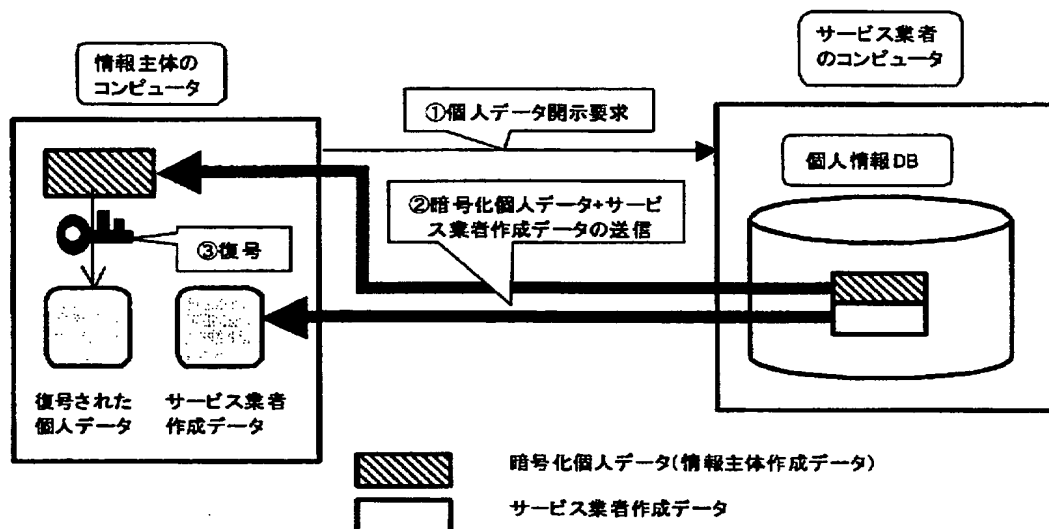 情報主体の
コンピュータ
サービス業者
のコンピュータ
①個人データ開示要求
個人情報DB
②暗号化個人データ+サービ
ス業者作成データの送信
③復号
復号された
個人データ
サービス業者
作成データ
暗号化個人データ(情報主体作成データ)
サービス業者作成データ